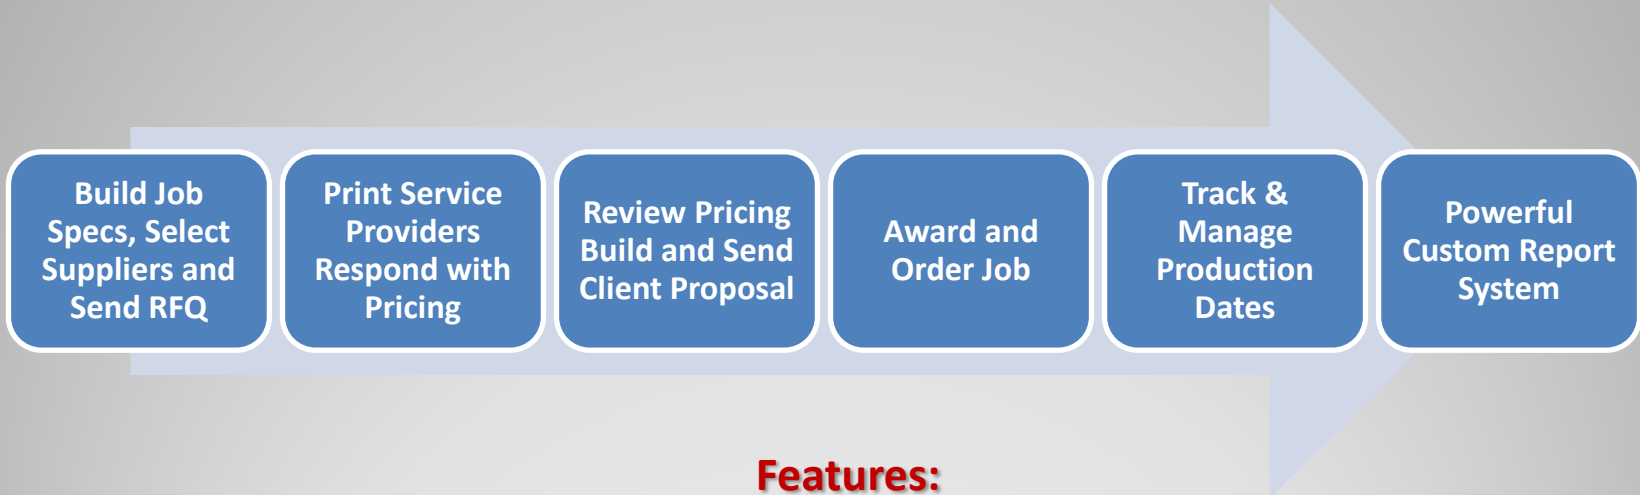 Build Job
Specs, Select
Suppliers and
Send RFQ
Print Service
Providers
Respond with
Pricing
Review Pricing
Build and Send
Client Proposal
Award and
Order Job
Track &
Manage
Production
Dates
Powerful
Custom Report
System
Features: